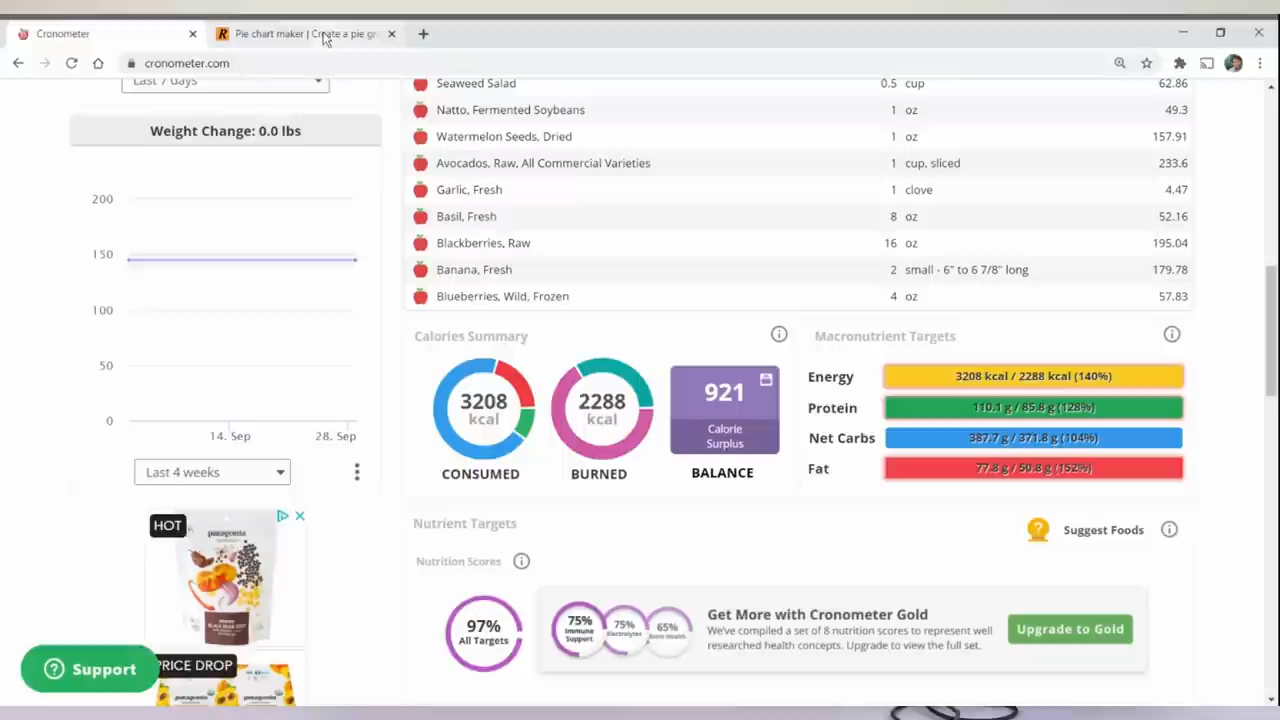 Cronometer
Pie chart maker | Create a pie gr
cronometer.com
Last 7 days
Weight Change: 0.0 lbs
200
150
100
50
0
14. Sep
28. Sep
Last 4 weeks
HOT
patagonia
PRICE DROP
patagonia
patagonia
Support
Seaweed Salad 0.5 cup 62.86
Natto, Fermented Soybeans 1 oz 49.3
Watermelon Seeds, Dried 1 oz 157.91
Avocados, Raw, All Commercial Varieties 1 cup, sliced 233.6
Garlic, Fresh 1 clove 4.47
Basil, Fresh 8 oz 52.16
Blackberries, Raw 16 oz 195.04
Banana, Fresh 2 small - 6" to 6 7/8" long 179.78
Blueberries, Wild, Frozen 4 oz 57.83
Calories Summary
3208
kcal
CONSUMED
2288
kcal
BURNED
921
Calorie
Surplus
BALANCE
Macronutrient Targets
Energy 3208 kcal / 2288 kcal (140%)
Protein 110.1 g / 85.8 g (128%)
Net Carbs 387.7 g / 371.8 g (104%)
Fat 77.8 g / 50.8 g (152%)
Nutrient Targets
Suggest Foods
Nutrition Scores
97%
All Targets
75%
Immune
Support
75%
Electrolytes
65%
Bone Health
Get More with Cronometer Gold
We've compiled a set of 8 nutrition scores to represent well
researched health concepts. Upgrade to view the full set.
Upgrade to Gold